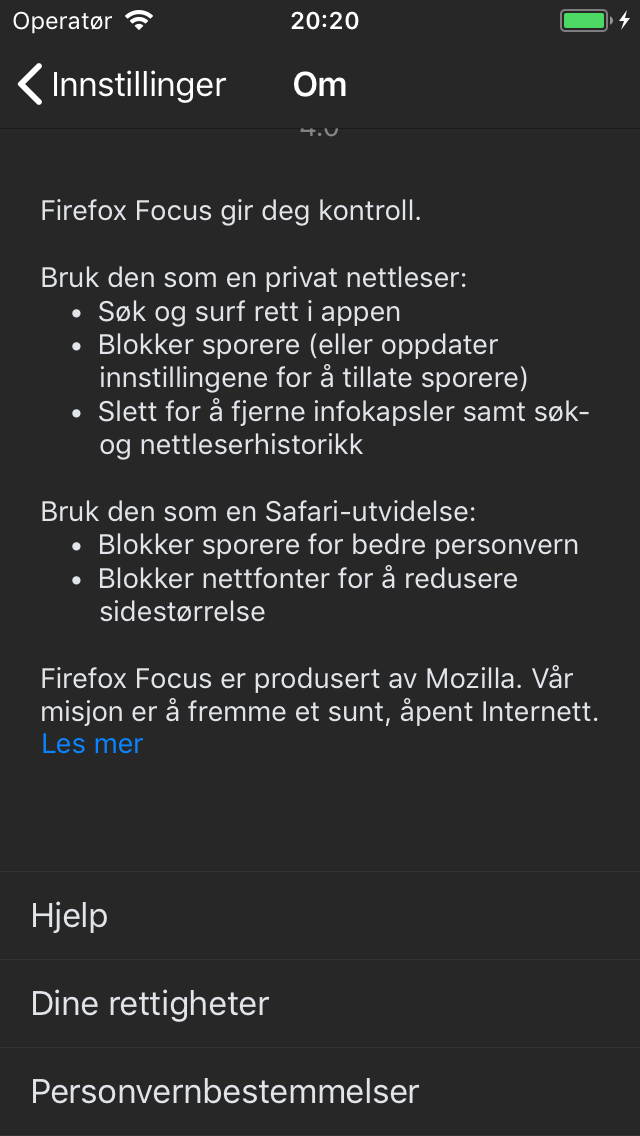 Operatør
20:20
Innstillinger
Om
4.0
Firefox Focus gir deg kontroll.
Bruk den som en privat nettleser:
• Søk og surf rett i appen
• Blokker sporere (eller oppdater
innstillingene for å tillate sporere)
• Slett for å fjerne infokapsler samt søk-
og nettleserhistorikk
Bruk den som en Safari-utvidelse:
• Blokker sporere for bedre personvern
• Blokker nettfonter for å redusere
sidestørrelse
Firefox Focus er produsert av Mozilla. Vår
misjon er å fremme et sunt, åpent Internett.
Les mer
Hjelp
Dine rettigheter
Personvernbestemmelser